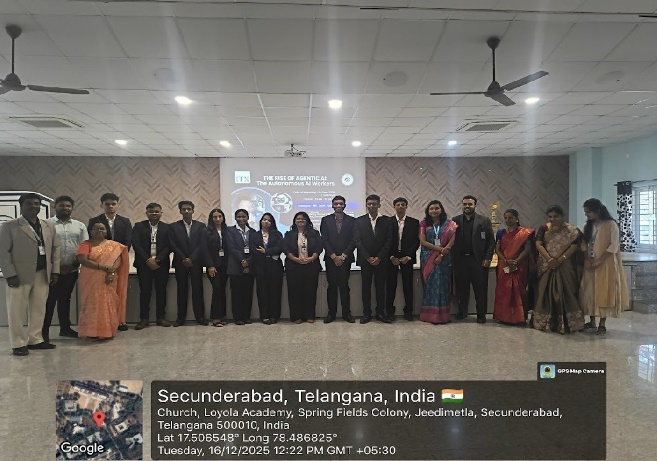 THE RISE OF AGENTIC AI
The Autonomous AI Workers
GPS Map Camera
Secunderabad, Telangana, India 🇮🇳
Church, Loyola Academy, Spring Fields Colony, Jeedimetla, Secunderabad,
Telangana 500010, India
Lat 17.506548° Long 78.486825°
Tuesday, 16/12/2025 12:22 PM GMT +05:30
Google